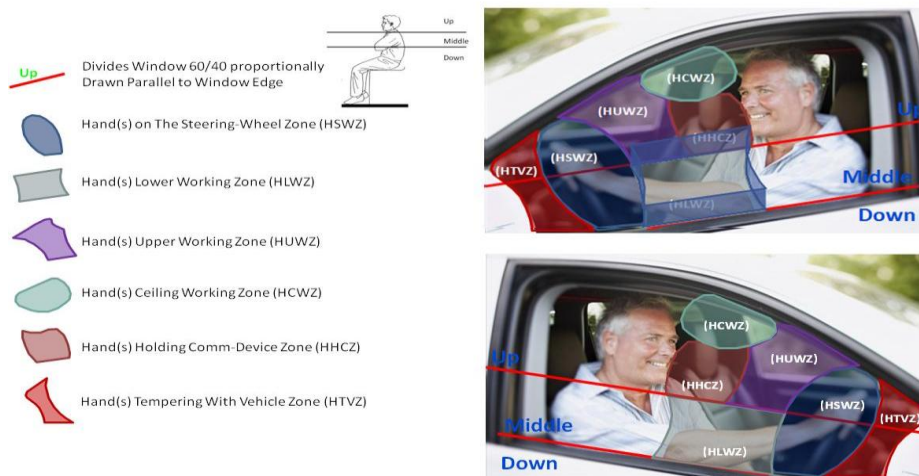 Up
Middle
Down
Up
Divides Window 60/40 proportionally
Drawn Parallel to Window Edge
Hand(s) on The Steering-Wheel Zone (HSWZ)
Hand(s) Lower Working Zone (HLWZ)
Hand(s) Upper Working Zone (HUWZ)
Hand(s) Ceiling Working Zone (HCWZ)
Hand(s) Holding Comm-Device Zone (HHCZ)
Hand(s) Tempering With Vehicle Zone (HTVZ)
(HCWZ)
(HUWZ)
Up
(HHCZ)
(HSWZ)
(HTVZ)
Middle
(HLWZ)
Down
(HCWZ)
Up
(HUWZ)
(HHCZ)
(HSWZ)
(HTVZ)
Middle
(HLWZ)
Down